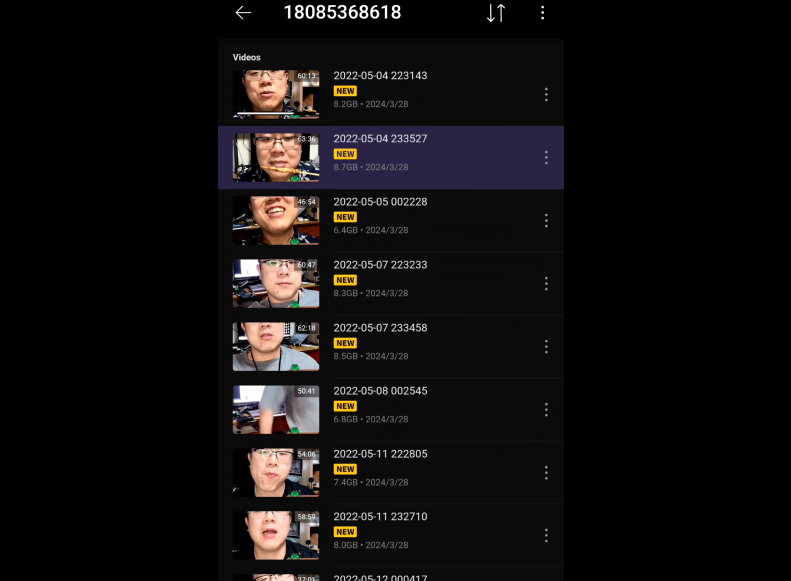 18085368618
Videos
60:13
2022-05-04 223143
NEW
8.2GB • 2024/3/28
63:36
2022-05-04 233527
NEW
8.7GB • 2024/3/28
46:54
2022-05-05 002228
NEW
6.4GB • 2024/3/28
60:47
2022-05-07 223233
NEW
8.3GB • 2024/3/28
62:18
2022-05-07 233458
NEW
8.5GB • 2024/3/28
50:41
2022-05-08 002545
NEW
6.8GB • 2024/3/28
54:06
2022-05-11 222805
NEW
7.4GB • 2024/3/28
58:59
2022-05-11 232710
NEW
8.0GB • 2024/3/28
37:01
2022-05-12 000417